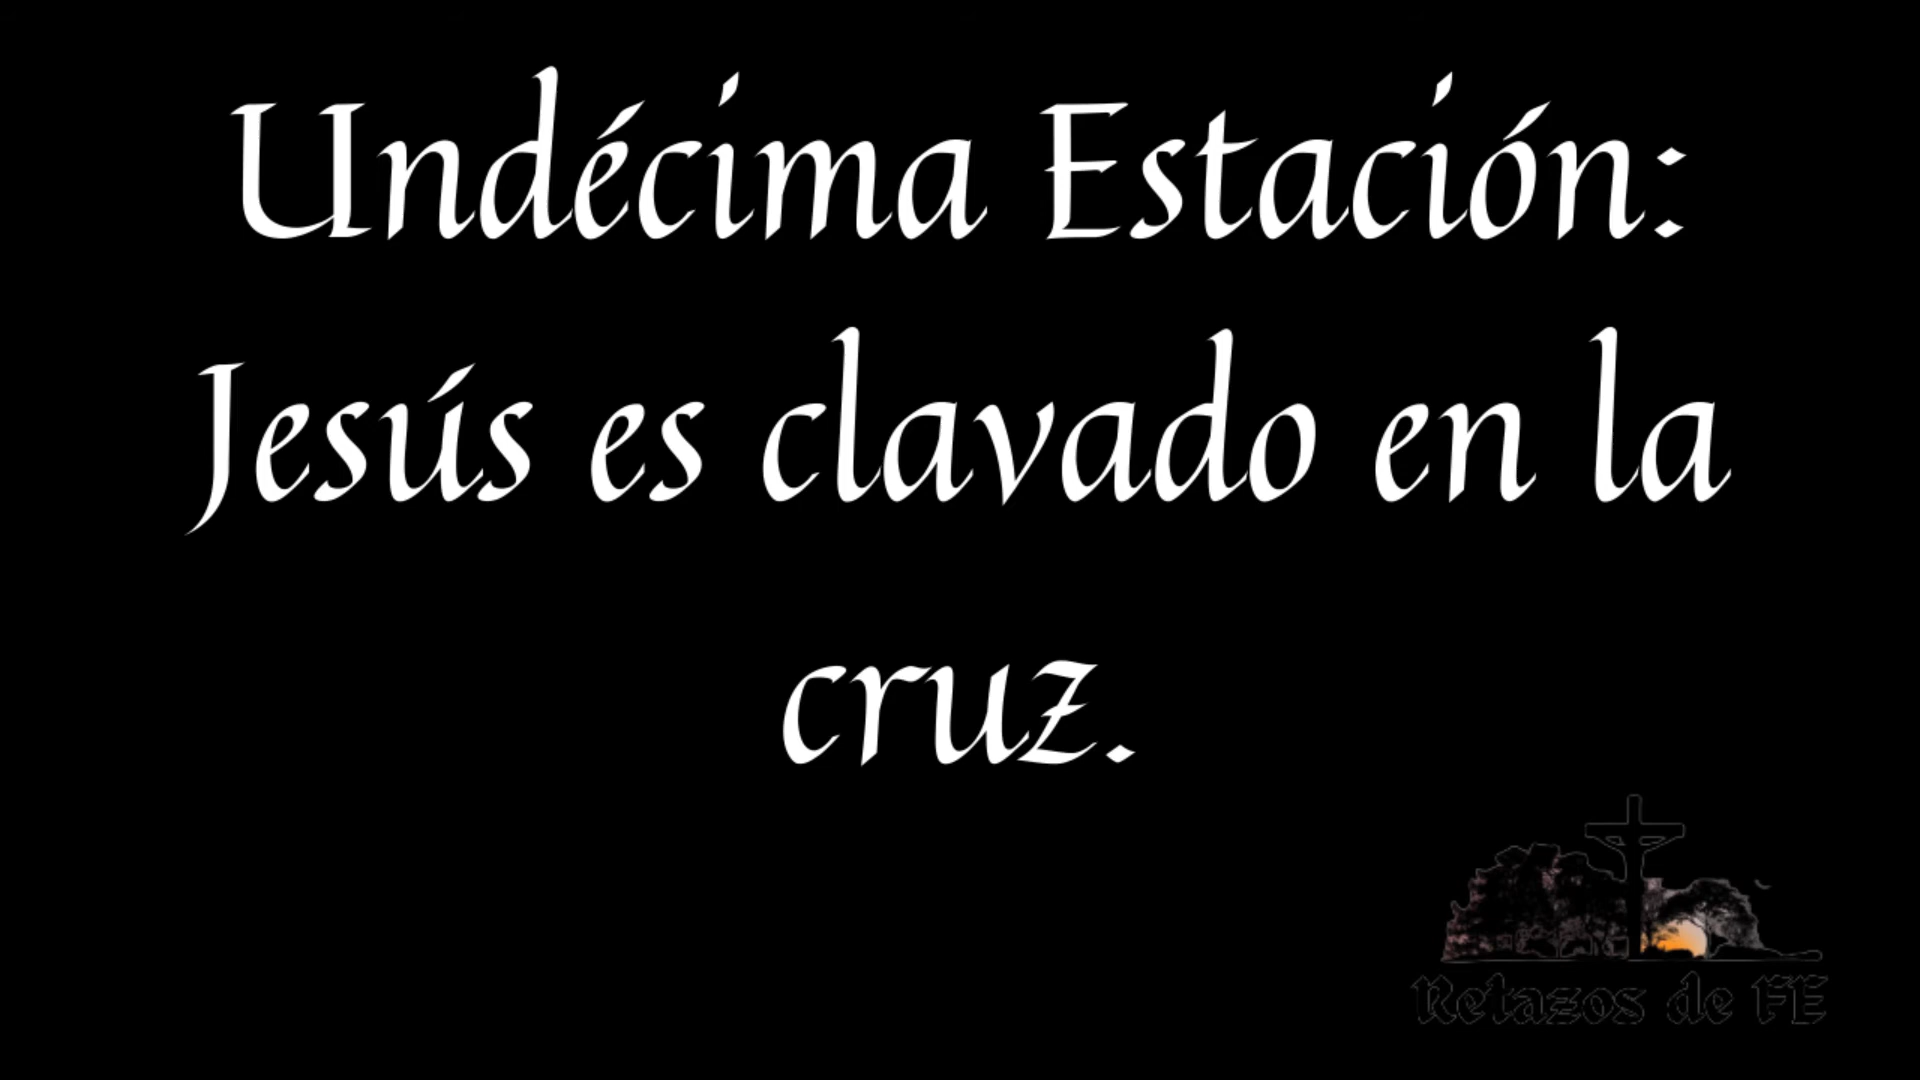 Undécima Estación:
Jesús es clavado en la
cruz.
Retazos de FE